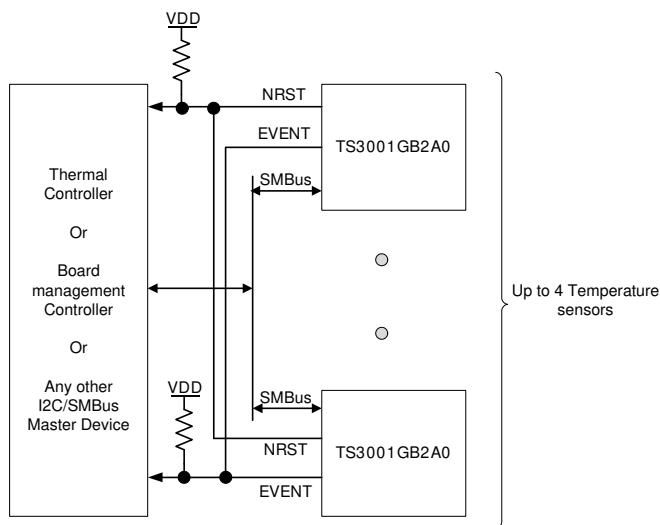 VDD
NRST
EVENT
TS3001GB2A0
SMBus
Thermal
Controller
Or
Board
management
Controller
Or
Any other
I2C/SMBus
Master Device
Up to 4 Temperature
sensors
VDD
SMBus
NRST
TS3001GB2A0
EVENT